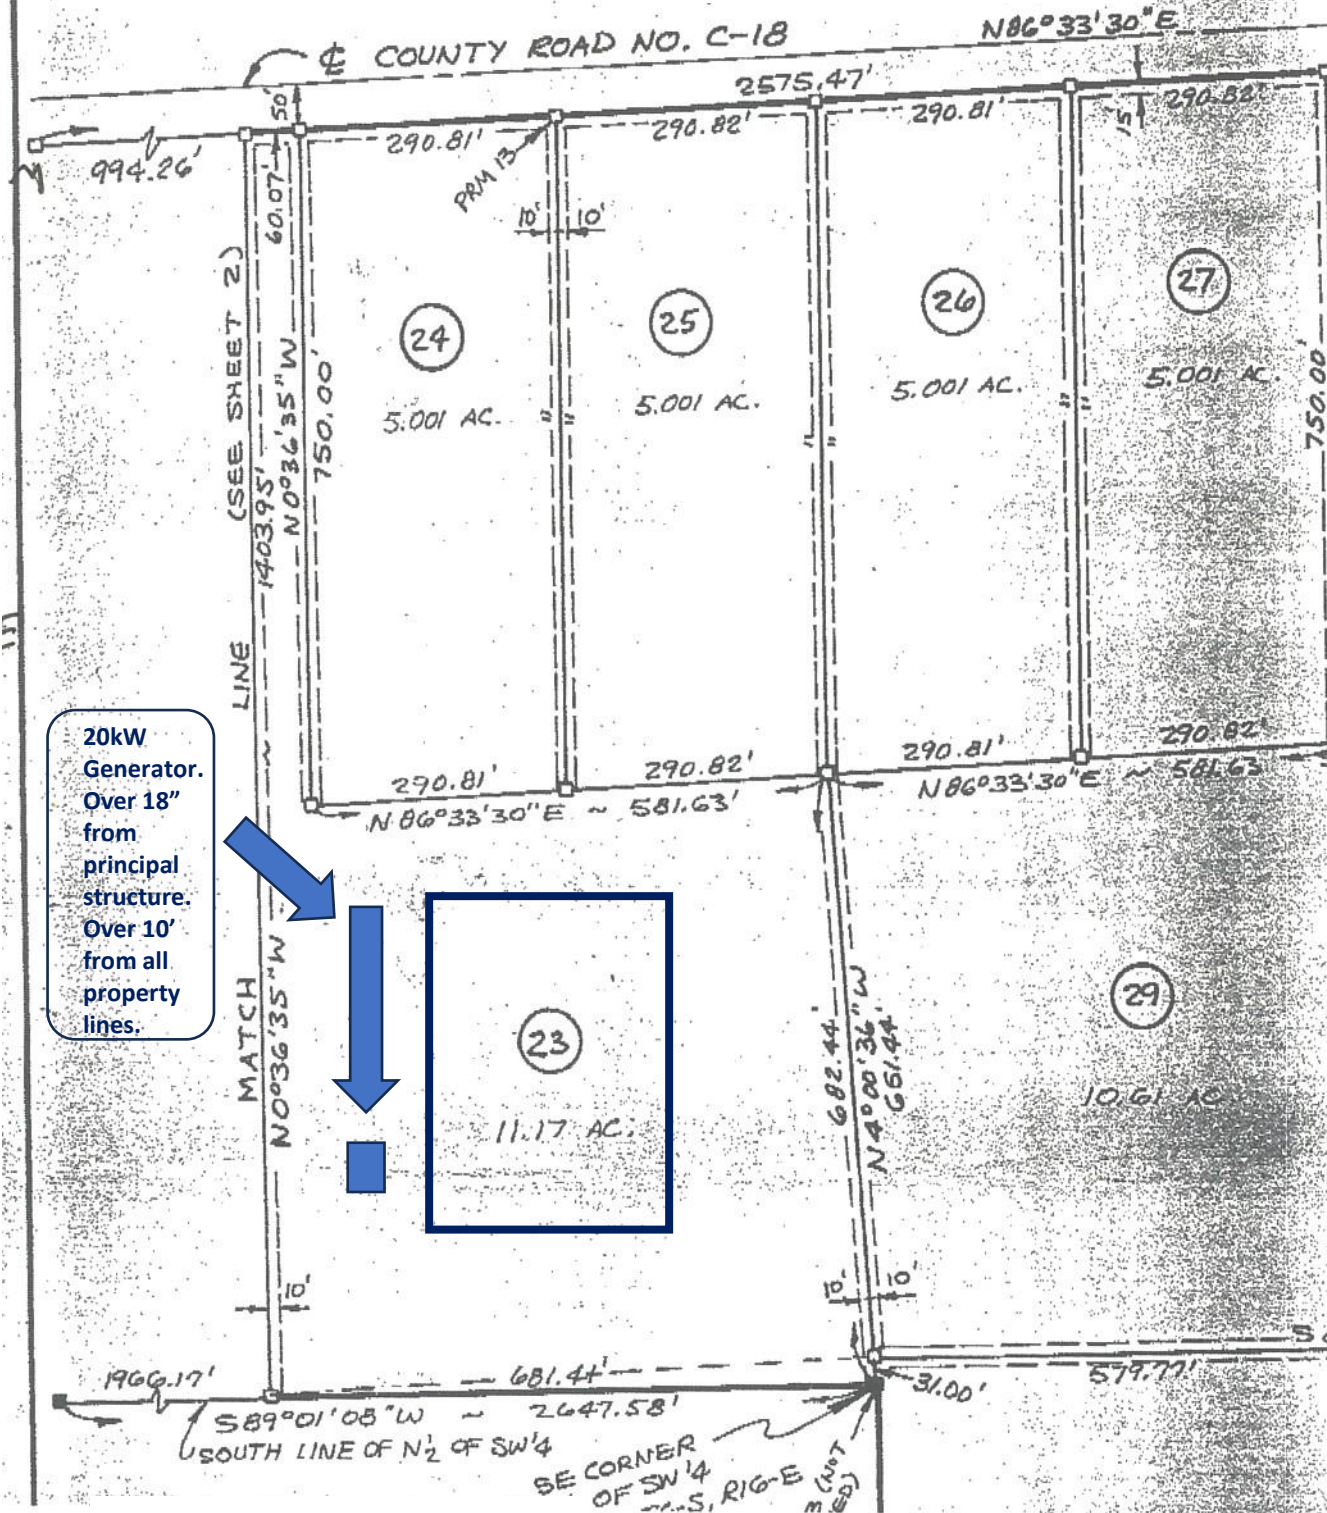 ℄ COUNTY ROAD NO. C-18
N86°33'30"E
2575.47'
50'
994.26'
60.07'
290.81'
290.82'
290.81'
290.82'
15'
PRM 13
10' 10'
(SEE SHEET 2)
1403.95'
N0°36'35"W
750.00'
24
5.001 AC.
25
5.001 AC.
26
5.001 AC.
27
5.001 AC.
750.00'
" "
" "
" "
LINE
290.81'
290.82'
290.81'
290.82'
N86°33'30"E ~ 581.63'
N86°33'30"E ~ 581.63
20kW
Generator.
Over 18”
from
principal
structure.
Over 10’
from all
property
lines.
MATCH
N0°36'35"W
23
11.17 AC.
682.44'
N4°00'36"W
651.44'
29
10.61 AC
10'
10'
10'
1966.17'
681.44'
31.00'
579.77'
S
S89°01'08"W ~ 2647.58'
SOUTH LINE OF N½ OF SW'4
SE CORNER
OF SW'4
S, R16-E
M (NOT
ED)